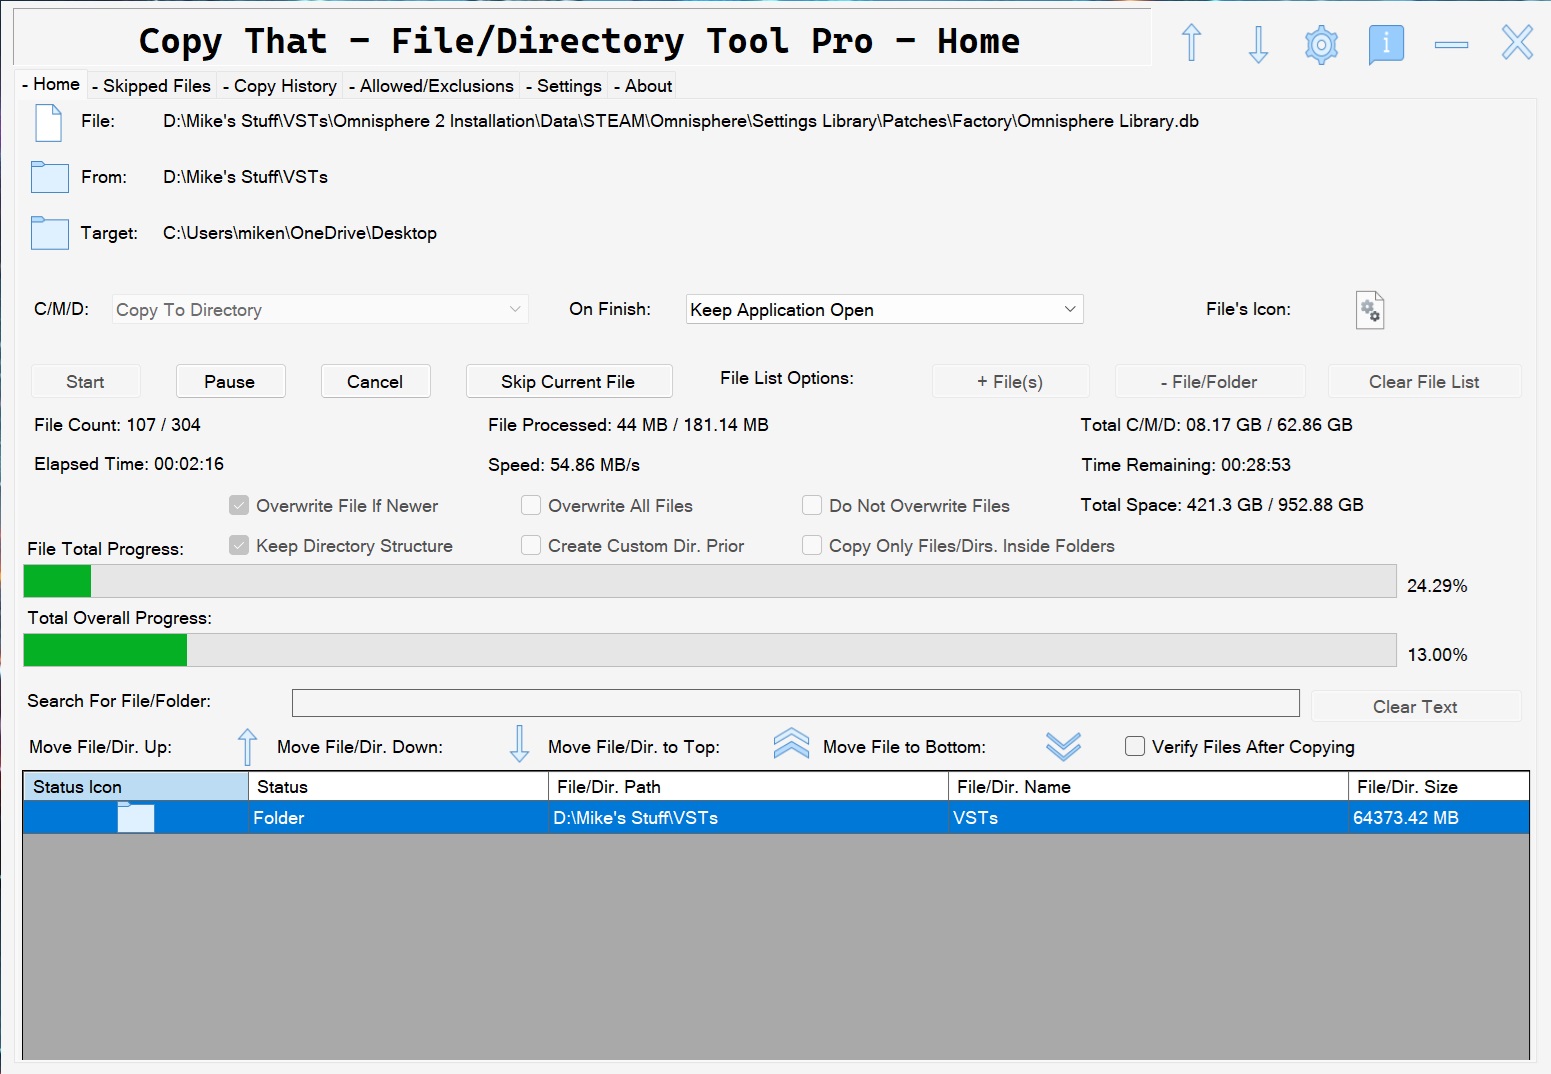 Copy That - File/Directory Tool Pro - Home
- Home - Skipped Files - Copy History - Allowed/Exclusions - Settings - About
File: D:\Mike's Stuff\VSTs\Omnisphere 2 Installation\Data\STEAM\Omnisphere\Settings Library\Patches\Factory\Omnisphere Library.db
From: D:\Mike's Stuff\VSTs
Target: C:\Users\miken\OneDrive\Desktop
C/M/D: Copy To Directory On Finish: Keep Application Open File's Icon:
Start Pause Cancel Skip Current File File List Options: + File(s) - File/Folder Clear File List
File Count: 107 / 304 File Processed: 44 MB / 181.14 MB Total C/M/D: 08.17 GB / 62.86 GB
Elapsed Time: 00:02:16 Speed: 54.86 MB/s Time Remaining: 00:28:53
Overwrite File If Newer Overwrite All Files Do Not Overwrite Files Total Space: 421.3 GB / 952.88 GB
File Total Progress: Keep Directory Structure Create Custom Dir. Prior Copy Only Files/Dirs. Inside Folders
24.29%
Total Overall Progress:
13.00%
Search For File/Folder: Clear Text
Move File/Dir. Up: Move File/Dir. Down: Move File/Dir. to Top: Move File to Bottom: Verify Files After Copying
Status Icon Status File/Dir. Path File/Dir. Name File/Dir. Size
Folder D:\Mike's Stuff\VSTs VSTs 64373.42 MB